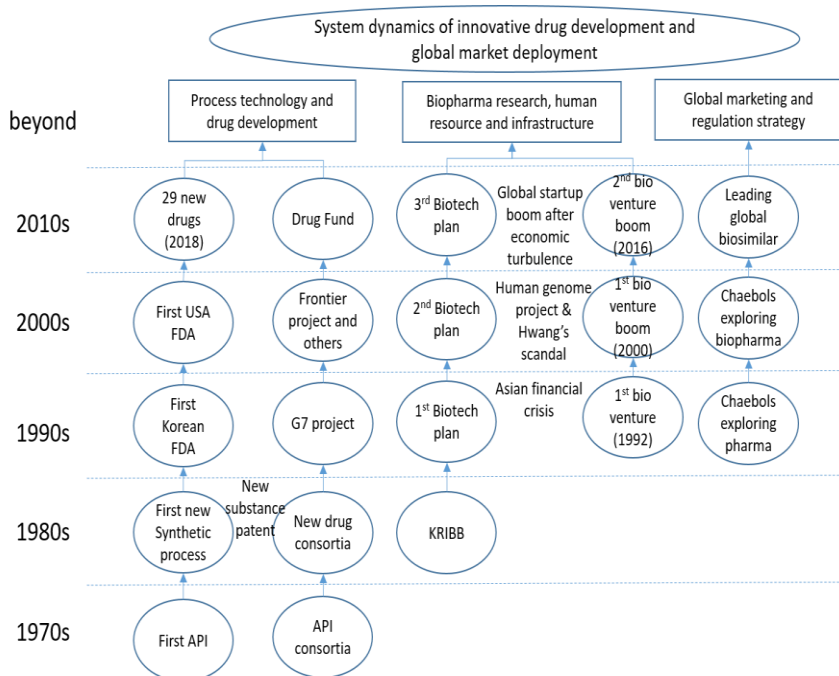 System dynamics of innovative drug development and
global market deployment
Process technology and
drug development
Biopharma research, human
resource and infrastructure
Global marketing and
regulation strategy
beyond
2010s
29 new
drugs
(2018)
Drug Fund
3rd Biotech
plan
Global startup
boom after
economic
turbulence
2nd bio
venture
boom
(2016)
Leading
global
biosimilar
2000s
First USA
FDA
Frontier
project and
others
2nd Biotech
plan
Human genome
project &
Hwang's
scandal
1st bio
venture
boom
(2000)
Chaebols
exploring
biopharma
1990s
First
Korean
FDA
G7 project
1st Biotech
plan
Asian financial
crisis
1st bio
venture
(1992)
Chaebols
exploring
pharma
1980s
First new
Synthetic
process
New
substance
patent
New drug
consortia
KRIBB
1970s
First API
API
consortia